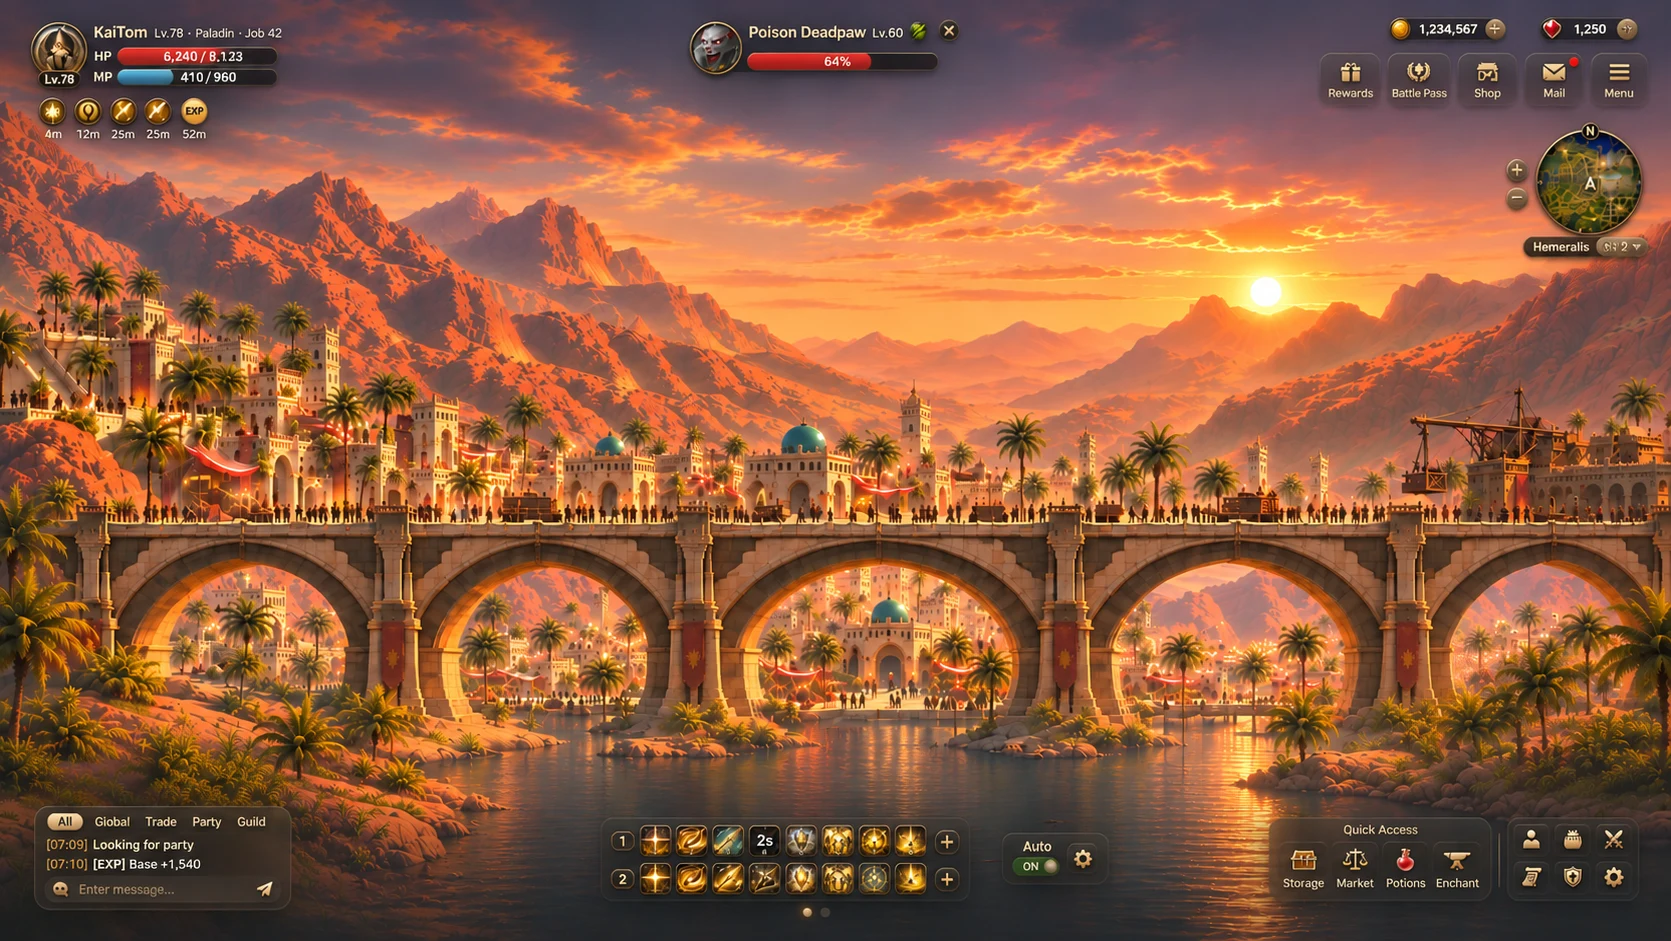 KaiTom Lv.78 · Paladin · Job 42
HP 6,240 / 8,123
Lv.78
MP 410 / 960
EXP
4m 12m 25m 25m 52m
Poison Deadpaw Lv.60
64%
1,234,567
1,250
Rewards Battle Pass Shop Mail Menu
N
A
Hemeralis
All Global Trade Party Guild
[07:09] Looking for party
[07:10] [EXP] Base +1,540
Enter message...
1
2s
2
Auto
ON
Quick Access
Storage Market Potions Enchant